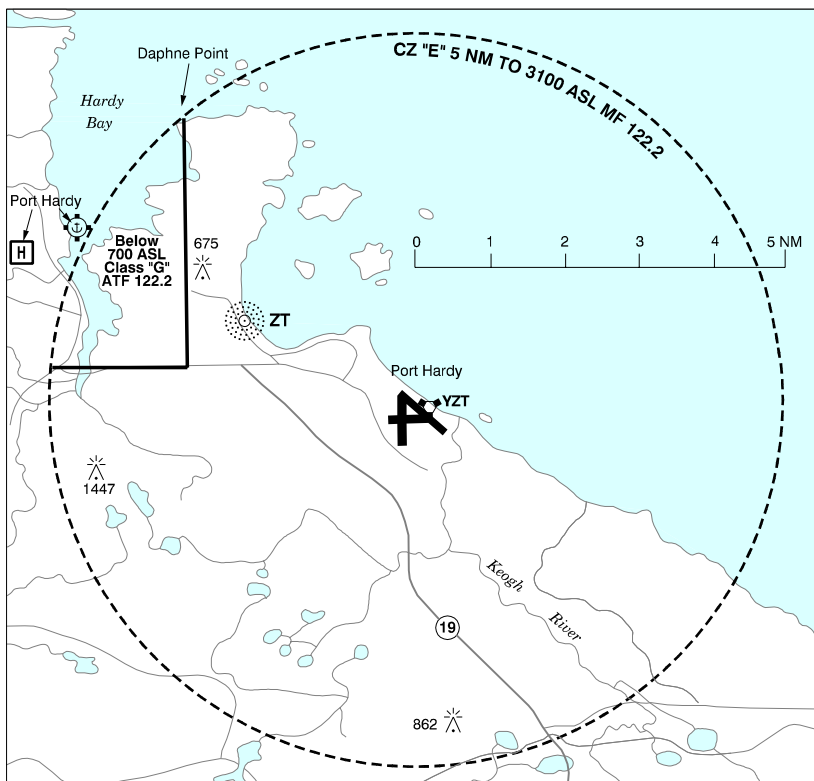 Daphne Point
CZ "E" 5 NM TO 3100 ASL MF 122.2
Hardy
Bay
Port Hardy
H
Below
700 ASL
Class "G"
ATF 122.2
675
0 1 2 3 4 5 NM
ZT
Port Hardy
YZT
1447
Keogh
River
19
862